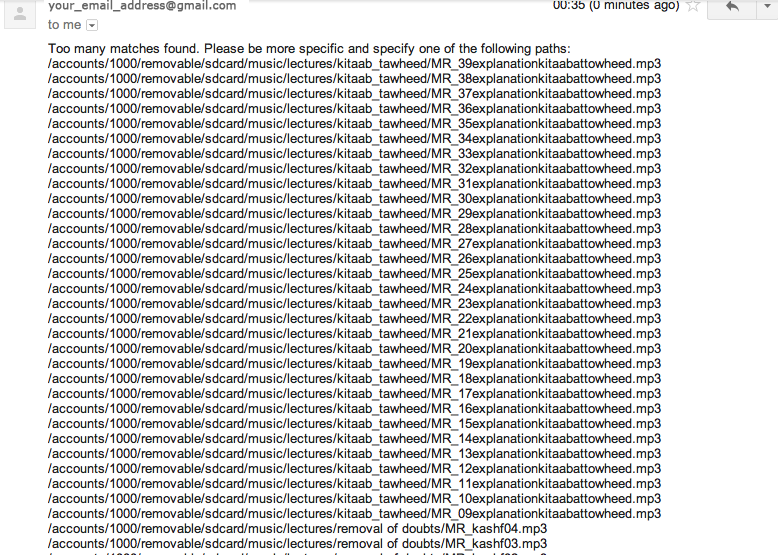 your_email_address@gmail.com
00:35 (0 minutes ago)
to me
Too many matches found. Please be more specific and specify one of the following paths:
/accounts/1000/removable/sdcard/music/lectures/kitaab_tawheed/MR_39explanationkitaabattowheed.mp3
/accounts/1000/removable/sdcard/music/lectures/kitaab_tawheed/MR_38explanationkitaabattowheed.mp3
/accounts/1000/removable/sdcard/music/lectures/kitaab_tawheed/MR_37explanationkitaabattowheed.mp3
/accounts/1000/removable/sdcard/music/lectures/kitaab_tawheed/MR_36explanationkitaabattowheed.mp3
/accounts/1000/removable/sdcard/music/lectures/kitaab_tawheed/MR_35explanationkitaabattowheed.mp3
/accounts/1000/removable/sdcard/music/lectures/kitaab_tawheed/MR_34explanationkitaabattowheed.mp3
/accounts/1000/removable/sdcard/music/lectures/kitaab_tawheed/MR_33explanationkitaabattowheed.mp3
/accounts/1000/removable/sdcard/music/lectures/kitaab_tawheed/MR_32explanationkitaabattowheed.mp3
/accounts/1000/removable/sdcard/music/lectures/kitaab_tawheed/MR_31explanationkitaabattowheed.mp3
/accounts/1000/removable/sdcard/music/lectures/kitaab_tawheed/MR_30explanationkitaabattowheed.mp3
/accounts/1000/removable/sdcard/music/lectures/kitaab_tawheed/MR_29explanationkitaabattowheed.mp3
/accounts/1000/removable/sdcard/music/lectures/kitaab_tawheed/MR_28explanationkitaabattowheed.mp3
/accounts/1000/removable/sdcard/music/lectures/kitaab_tawheed/MR_27explanationkitaabattowheed.mp3
/accounts/1000/removable/sdcard/music/lectures/kitaab_tawheed/MR_26explanationkitaabattowheed.mp3
/accounts/1000/removable/sdcard/music/lectures/kitaab_tawheed/MR_25explanationkitaabattowheed.mp3
/accounts/1000/removable/sdcard/music/lectures/kitaab_tawheed/MR_24explanationkitaabattowheed.mp3
/accounts/1000/removable/sdcard/music/lectures/kitaab_tawheed/MR_23explanationkitaabattowheed.mp3
/accounts/1000/removable/sdcard/music/lectures/kitaab_tawheed/MR_22explanationkitaabattowheed.mp3
/accounts/1000/removable/sdcard/music/lectures/kitaab_tawheed/MR_21explanationkitaabattowheed.mp3
/accounts/1000/removable/sdcard/music/lectures/kitaab_tawheed/MR_20explanationkitaabattowheed.mp3
/accounts/1000/removable/sdcard/music/lectures/kitaab_tawheed/MR_19explanationkitaabattowheed.mp3
/accounts/1000/removable/sdcard/music/lectures/kitaab_tawheed/MR_18explanationkitaabattowheed.mp3
/accounts/1000/removable/sdcard/music/lectures/kitaab_tawheed/MR_17explanationkitaabattowheed.mp3
/accounts/1000/removable/sdcard/music/lectures/kitaab_tawheed/MR_16explanationkitaabattowheed.mp3
/accounts/1000/removable/sdcard/music/lectures/kitaab_tawheed/MR_15explanationkitaabattowheed.mp3
/accounts/1000/removable/sdcard/music/lectures/kitaab_tawheed/MR_14explanationkitaabattowheed.mp3
/accounts/1000/removable/sdcard/music/lectures/kitaab_tawheed/MR_13explanationkitaabattowheed.mp3
/accounts/1000/removable/sdcard/music/lectures/kitaab_tawheed/MR_12explanationkitaabattowheed.mp3
/accounts/1000/removable/sdcard/music/lectures/kitaab_tawheed/MR_11explanationkitaabattowheed.mp3
/accounts/1000/removable/sdcard/music/lectures/kitaab_tawheed/MR_10explanationkitaabattowheed.mp3
/accounts/1000/removable/sdcard/music/lectures/kitaab_tawheed/MR_09explanationkitaabattowheed.mp3
/accounts/1000/removable/sdcard/music/lectures/removal of doubts/MR_kashf04.mp3
/accounts/1000/removable/sdcard/music/lectures/removal of doubts/MR_kashf03.mp3